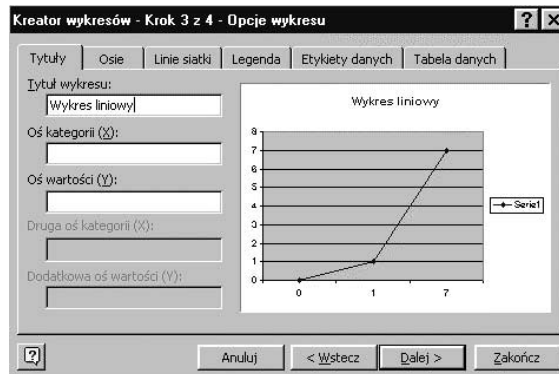 Kreator wykresów - Krok 3 z 4 - Opcje wykresu
Tytuły Osie Linie siatki Legenda Etykiety danych Tabela danych
Tytuł wykresu:
Wykres liniowy
Oś kategorii (X):
Oś wartości (Y):
Druga oś kategorii (X):
Dodatkowa oś wartości (Y):
Wykres liniowy
8
7
6
5
4
3
2
1
0
0 1 7
Serie1
Anuluj < Wstecz Dalej > Zakończ